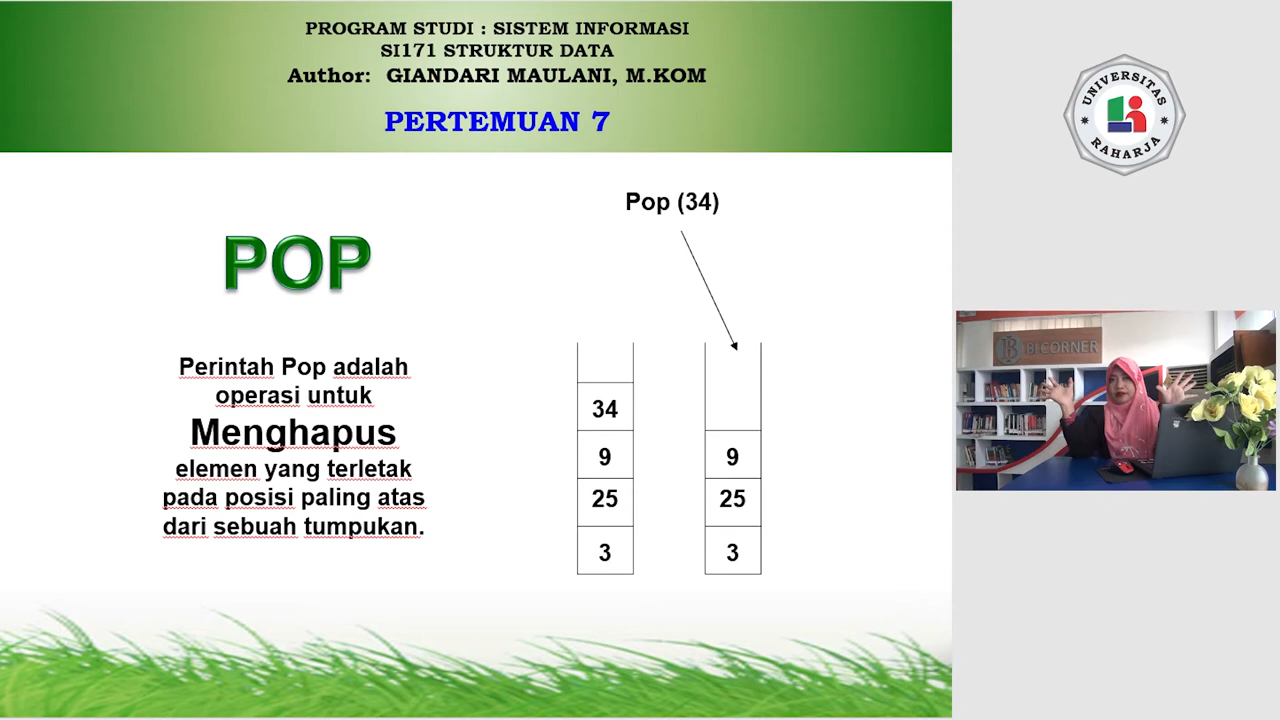 PROGRAM STUDI : SISTEM INFORMASI
SI171 STRUKTUR DATA
Author: GIANDARI MAULANI, M.KOM
PERTEMUAN 7
UNIVERSITAS
RAHARJA
Pop (34)
POP
Perintah Pop adalah
operasi untuk
Menghapus
elemen yang terletak
pada posisi paling atas
dari sebuah tumpukan.
34
9
25
3
9
25
3
BI CORNER